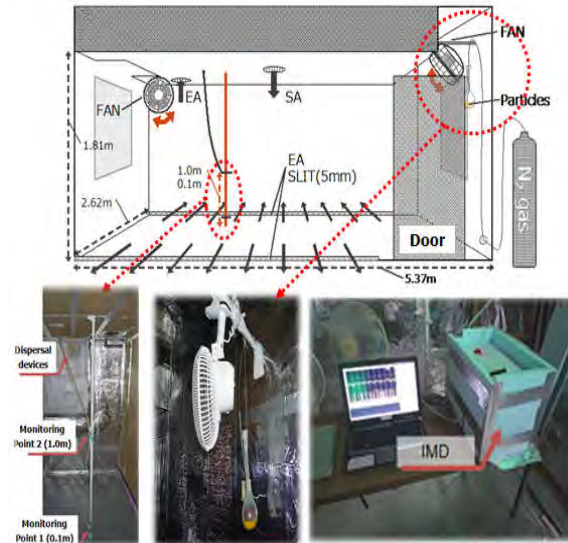 FAN
FAN
EA
SA
Particles
1.81m
EA
SLIT(5mm)
1.0m
0.1m
N₂ gas
2.62m
Door
5.37m
Dispersal
devices
Monitoring
Point 2 (1.0m)
Monitoring
Point 1 (0.1m)
IMD